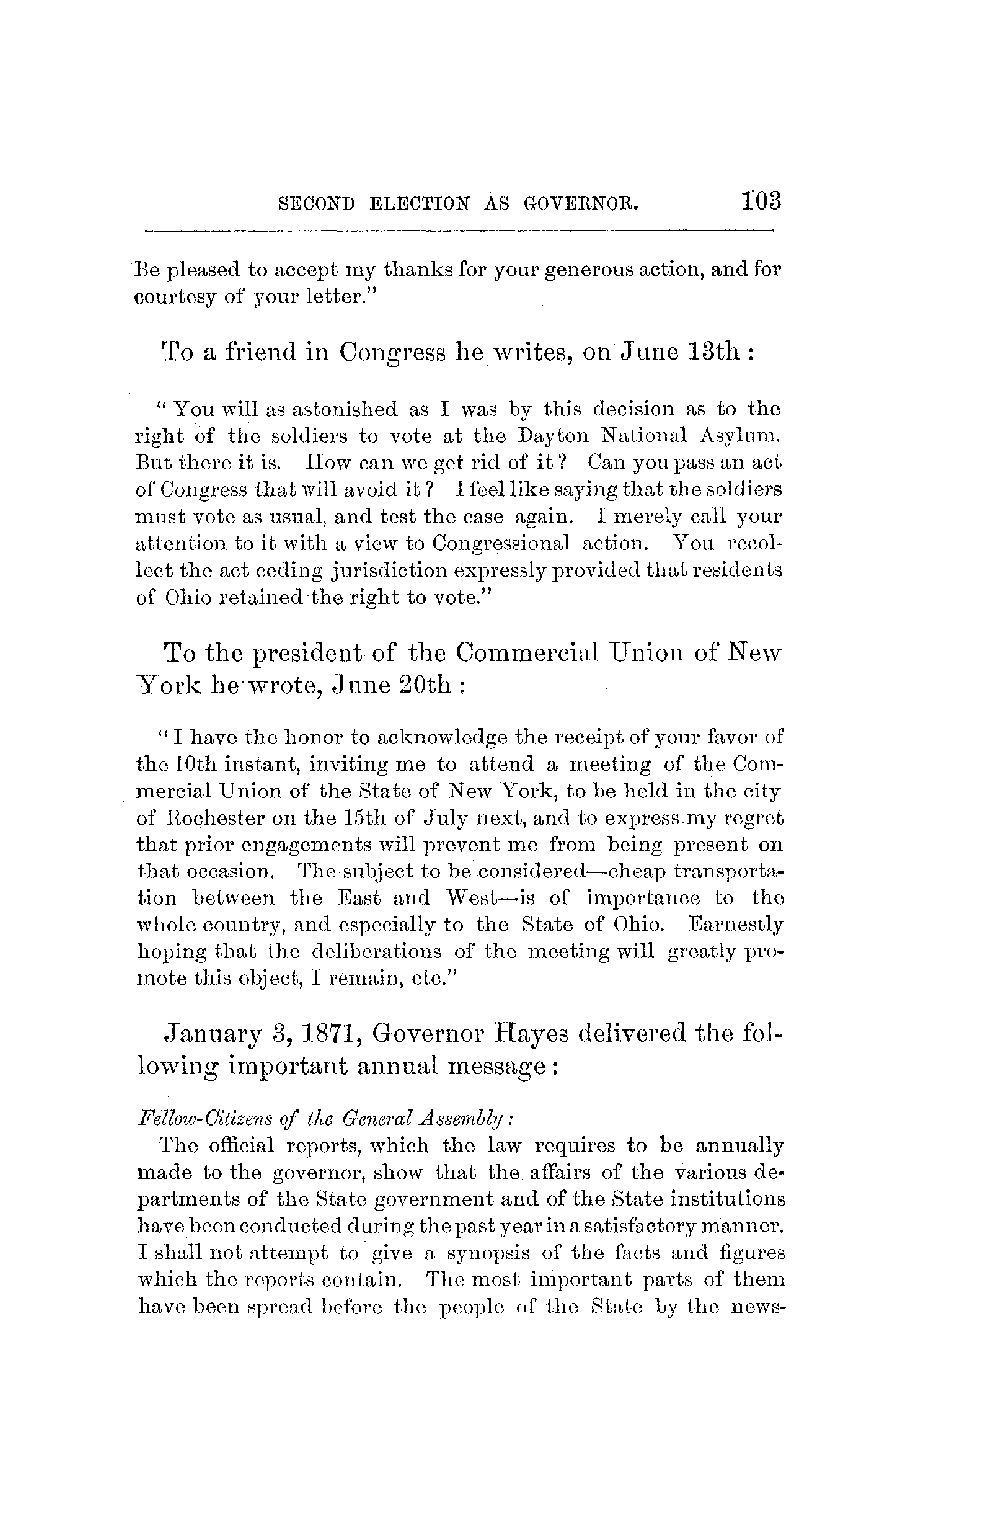 SECOND ELECTION AS GOVERNOR. 103
Be pleased to accept my thanks for your generous action, and for
courtesy of your letter."
To a friend in Congress he writes, on June 13th:
"You will as astonished as I was by this decision as to the
right of the soldiers to vote at the Dayton National Asylum.
But there it is. How can we get rid of it? Can you pass an act
of Congress that will avoid it? I feel like saying that the soldiers
must vote as usual, and test the case again. I merely call your
attention to it with a view to Congressional action. You recol-
lect the act ceding jurisdiction expressly provided that residents
of Ohio retained the right to vote."
To the president of the Commercial Union of New
York he wrote, June 20th:
"I have the honor to acknowledge the receipt of your favor of
the 10th instant, inviting me to attend a meeting of the Com-
mercial Union of the State of New York, to be held in the city
of Rochester on the 15th of July next, and to express my regret
that prior engagements will prevent me from being present on
that occasion. The subject to be considered—cheap transporta-
tion between the East and West—is of importance to the
whole country, and especially to the State of Ohio. Earnestly
hoping that the deliberations of the meeting will greatly pro-
mote this object, I remain, etc."
January 3, 1871, Governor Hayes delivered the fol-
lowing important annual message:
Fellow-Citizens of the General Assembly:
The official reports, which the law requires to be annually
made to the governor, show that the affairs of the various de-
partments of the State government and of the State institutions
have been conducted during the past year in a satisfactory manner.
I shall not attempt to give a synopsis of the facts and figures
which the reports contain. The most important parts of them
have been spread before the people of the State by the news-